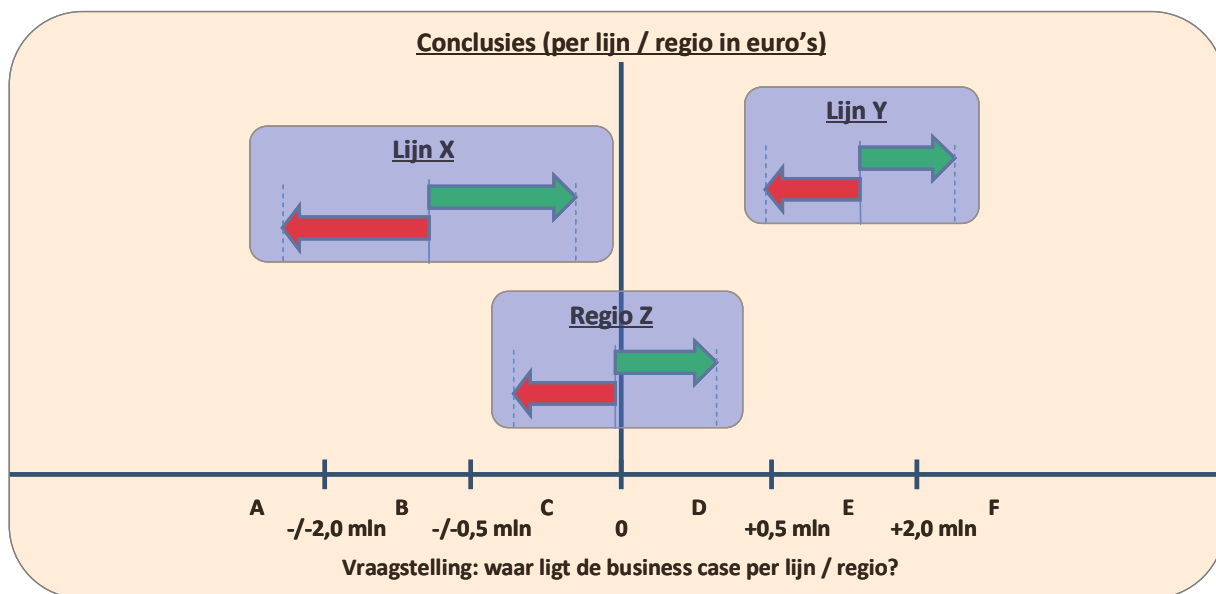 Conclusies (per lijn / regio in euro’s)
Lijn Y
Lijn X
Regio Z
A B C D E F
-/-2,0 mln -/-0,5 mln 0 +0,5 mln +2,0 mln
Vraagstelling: waar ligt de business case per lijn / regio?